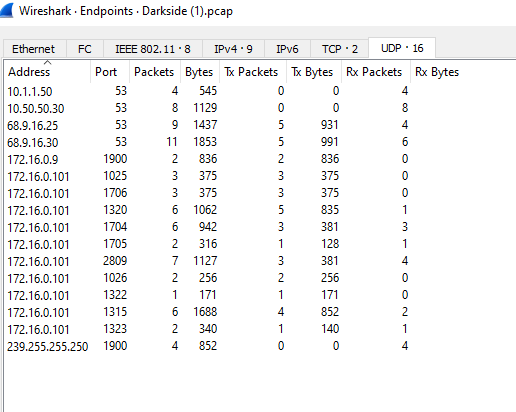 Wireshark · Endpoints · Darkside (1).pcap
Ethernet FC IEEE 802.11 · 8 IPv4 · 9 IPv6 TCP · 2 UDP · 16
Address Port Packets Bytes Tx Packets Tx Bytes Rx Packets Rx Bytes
10.1.1.50 53 4 545 0 0 4
10.50.50.30 53 8 1129 0 0 8
68.9.16.25 53 9 1437 5 931 4
68.9.16.30 53 11 1853 5 991 6
172.16.0.9 1900 2 836 2 836 0
172.16.0.101 1025 3 375 3 375 0
172.16.0.101 1706 3 375 3 375 0
172.16.0.101 1320 6 1062 5 835 1
172.16.0.101 1704 6 942 3 381 3
172.16.0.101 1705 2 316 1 128 1
172.16.0.101 2809 7 1127 3 381 4
172.16.0.101 1026 2 256 2 256 0
172.16.0.101 1322 1 171 1 171 0
172.16.0.101 1315 6 1688 4 852 2
172.16.0.101 1323 2 340 1 140 1
239.255.255.250 1900 4 852 0 0 4